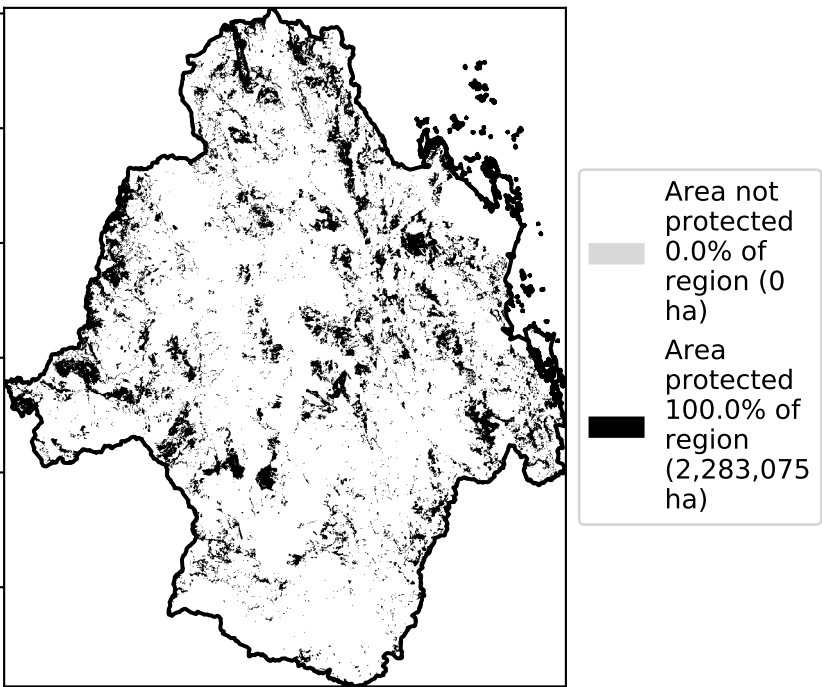 Area not
protected
0.0% of
region (0
ha)
Area
protected
100.0% of
region
(2,283,075
ha)